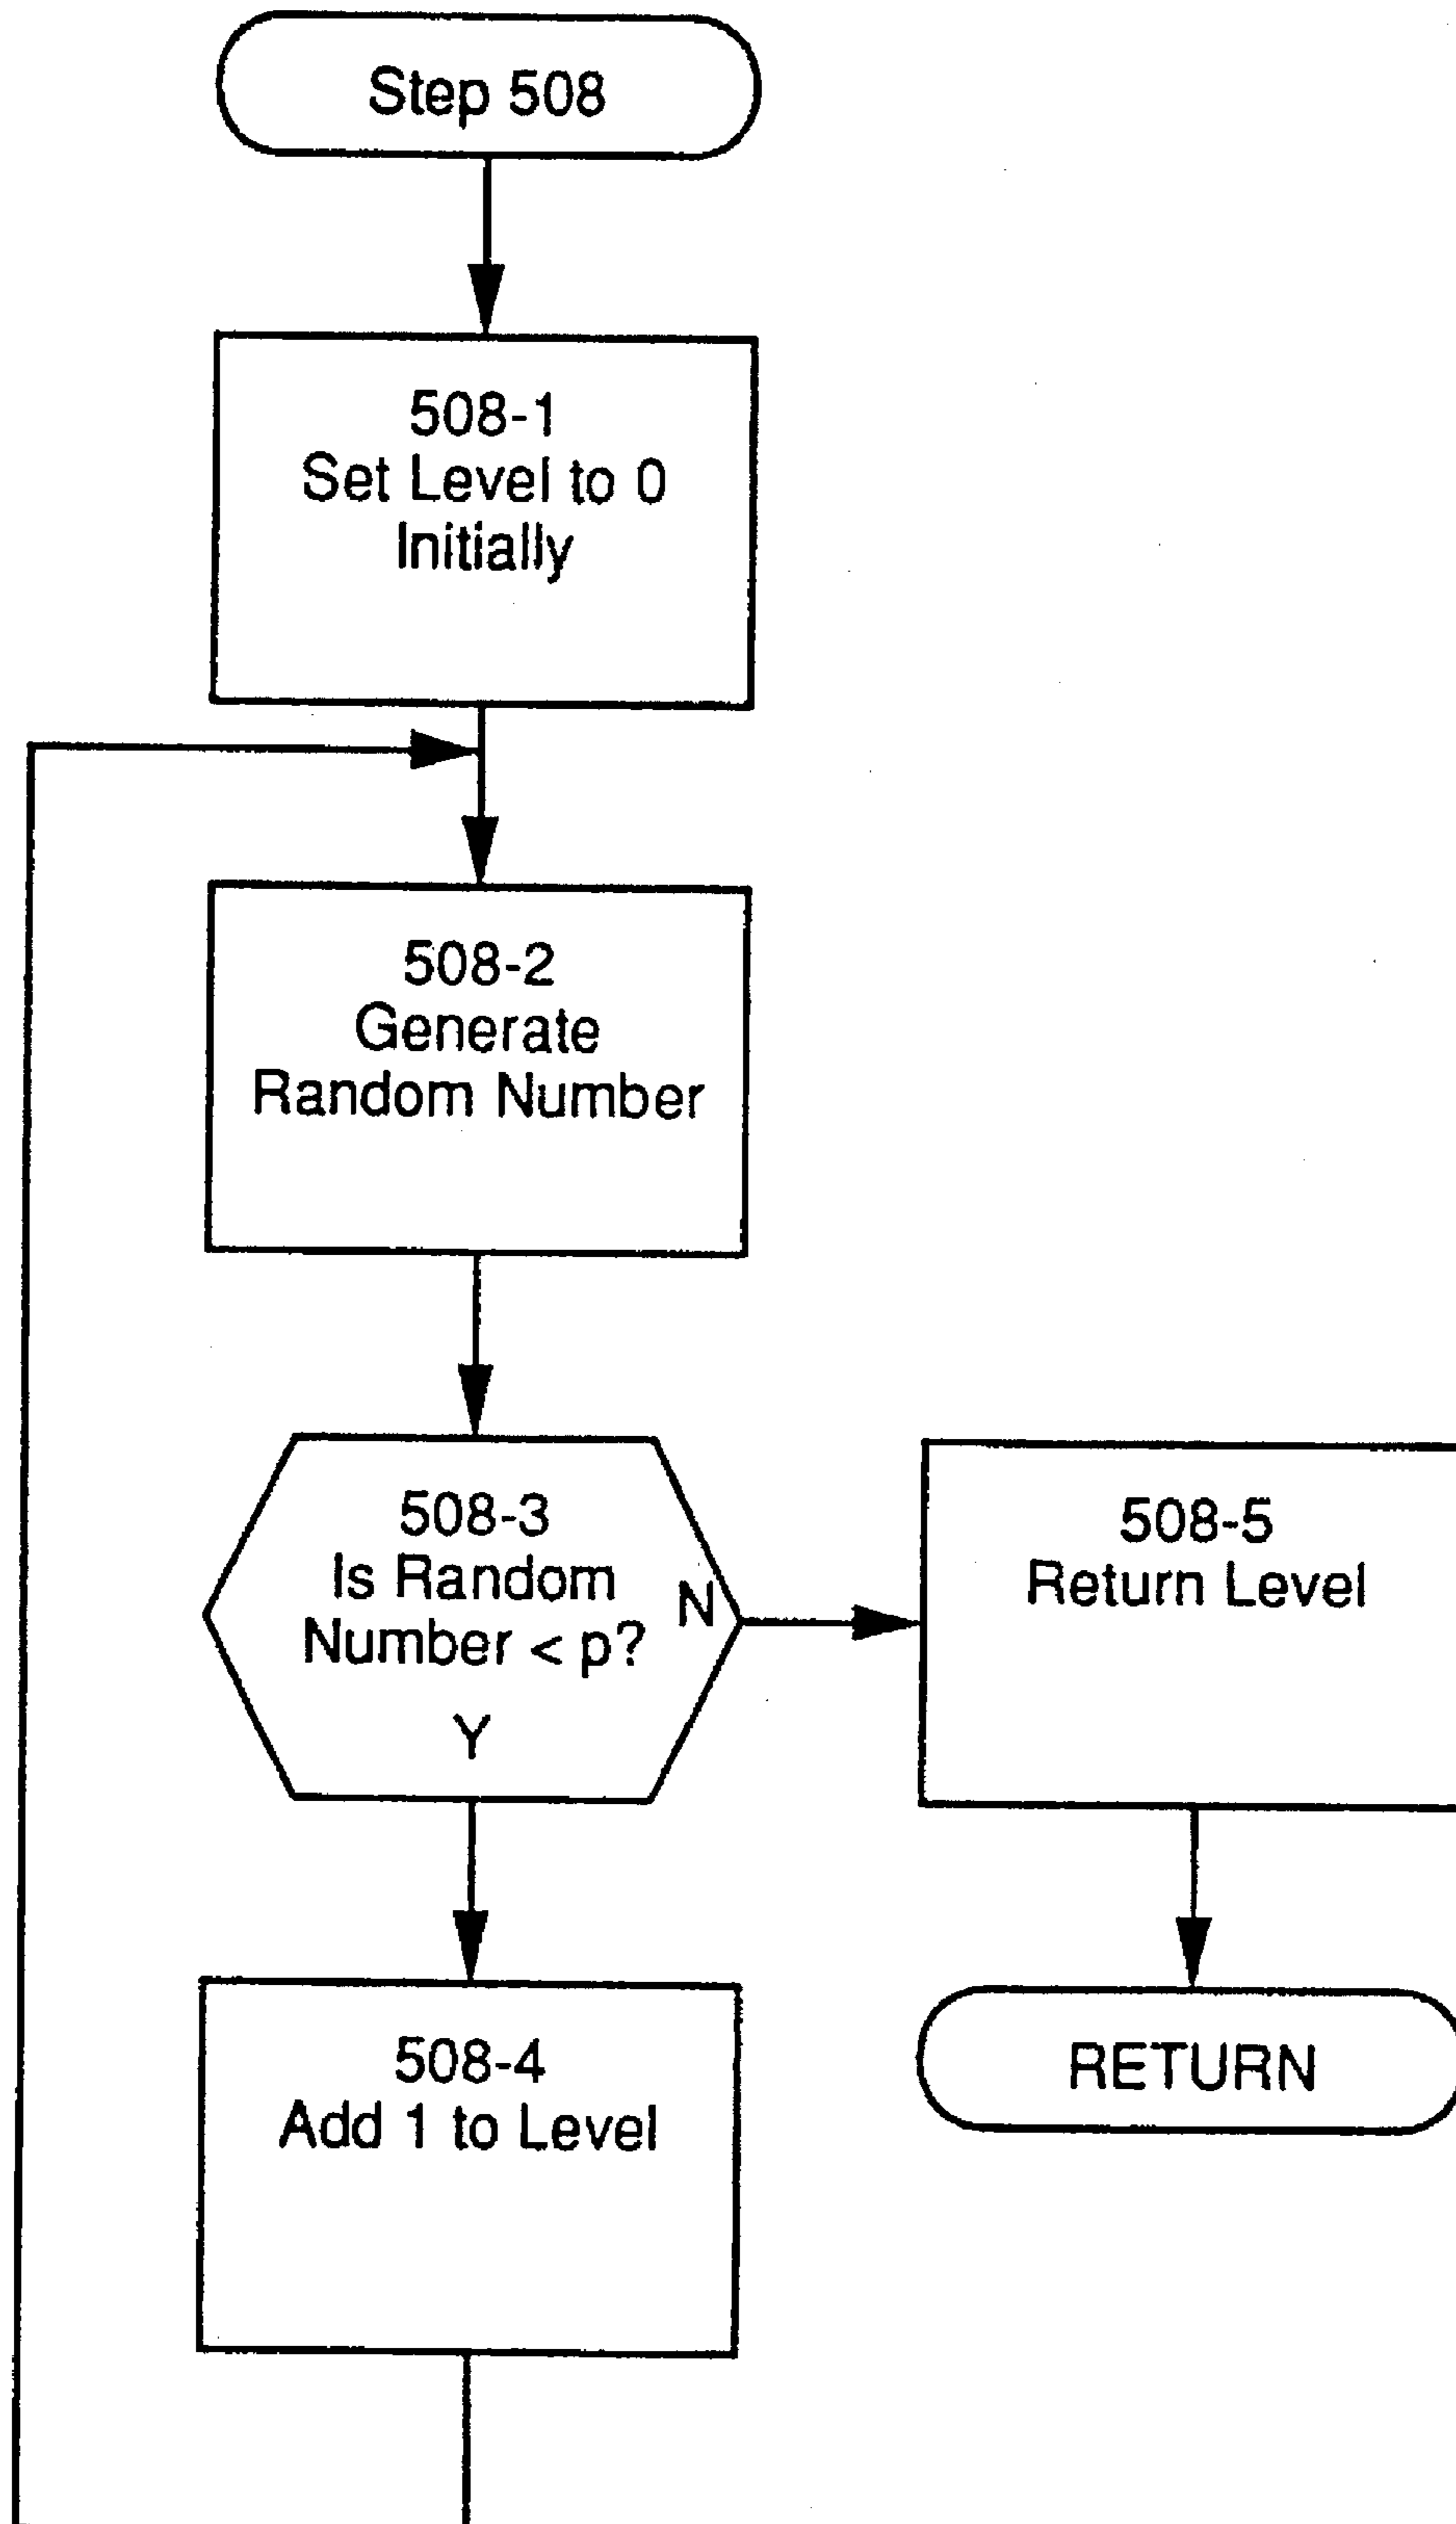 Step 508
508-1
Set Level to 0
Initially
508-2
Generate
Random Number
508-3
Is Random
Number < p?
N
Y
508-5
Return Level
508-4
Add 1 to Level
RETURN